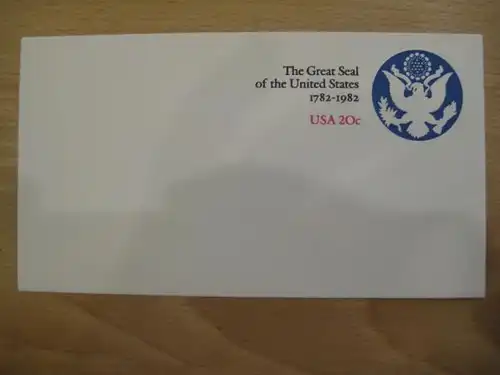 The Great Seal
of the United States
1782-1982
USA 20c